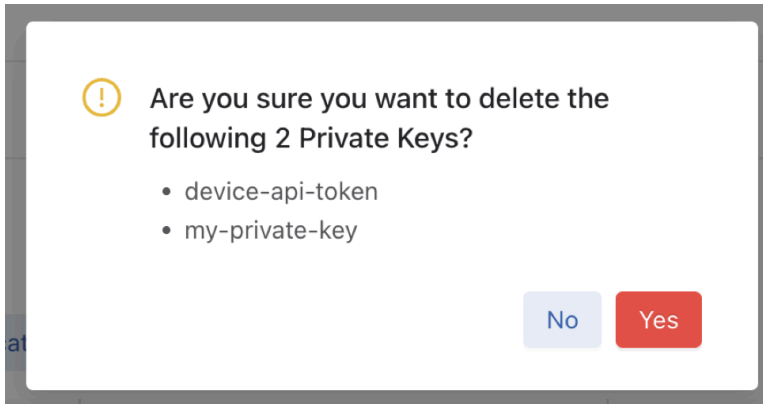 Are you sure you want to delete the
following 2 Private Keys?
• device-api-token
• my-private-key
No
Yes